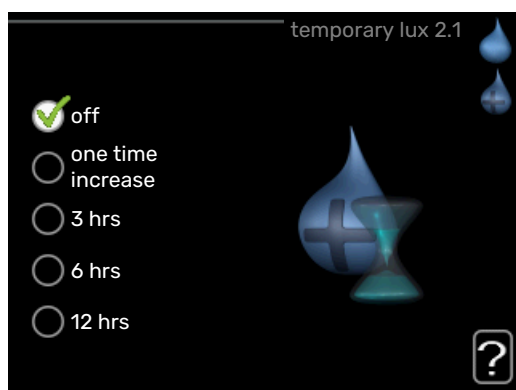 temporary lux 2.1
off
one time
increase
3 hrs
6 hrs
12 hrs
?